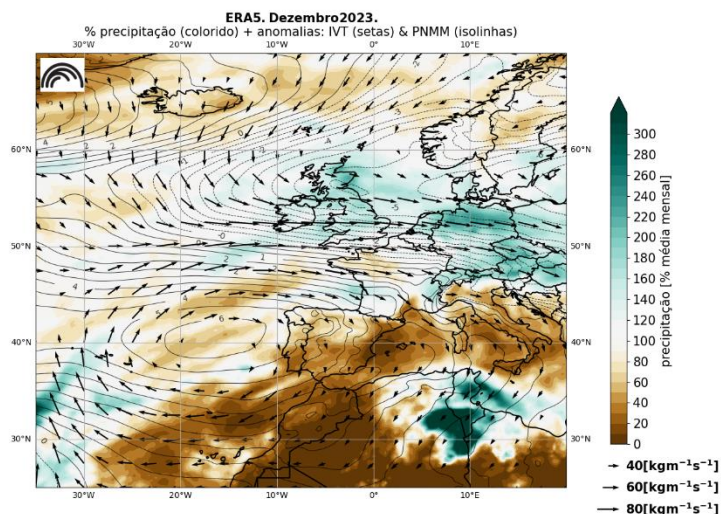 ERA5. Dezembro2023.
% precipitação (colorido) + anomalias: IVT (setas) & PNMM (isolinhas)
30°W 20°W 10°W 0°E 10°E
60°N 60°N
50°N 50°N
40°N 40°N
30°N 30°N
30°W 20°W 10°W 0°E 10°E
320
300
280
260
240
220
200
180
160
140
120
100
80
60
40
20
0
precipitação [% média mensal]
40[kgm⁻¹s⁻¹]
60[kgm⁻¹s⁻¹]
80[kgm⁻¹s⁻¹]